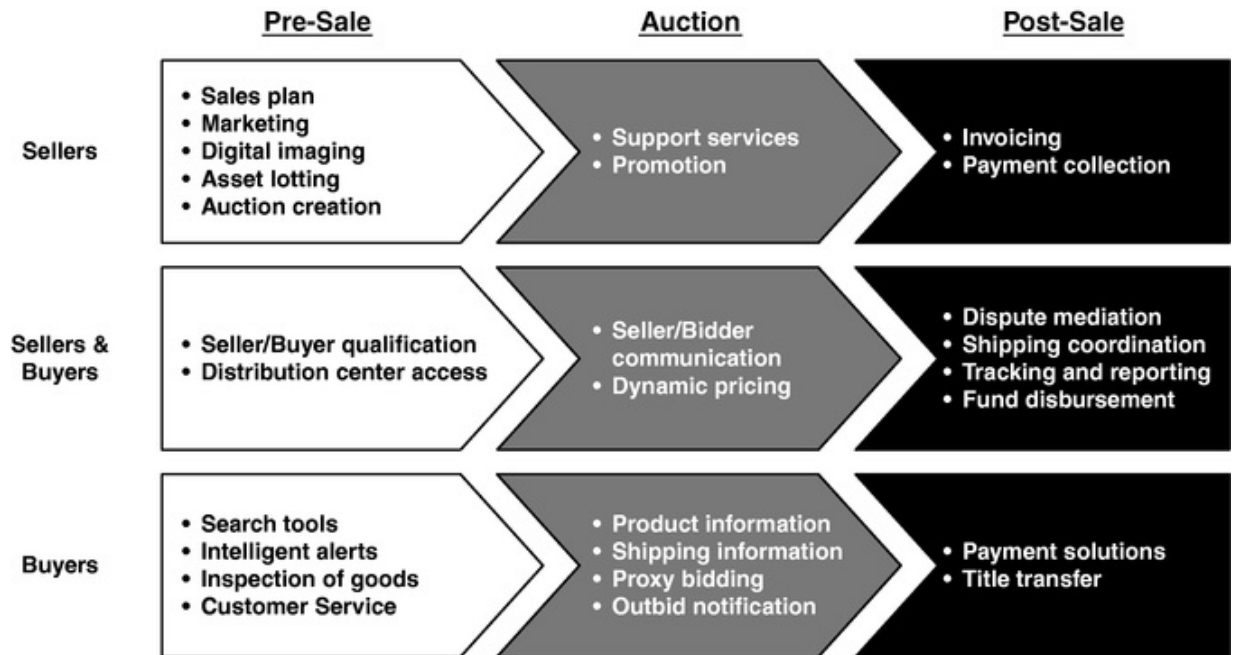 Pre-Sale Auction Post-Sale
Sellers
• Sales plan
• Marketing
• Digital imaging
• Asset lotting
• Auction creation
• Support services
• Promotion
• Invoicing
• Payment collection
Sellers &
Buyers
• Seller/Buyer qualification
• Distribution center access
• Seller/Bidder
communication
• Dynamic pricing
• Dispute mediation
• Shipping coordination
• Tracking and reporting
• Fund disbursement
Buyers
• Search tools
• Intelligent alerts
• Inspection of goods
• Customer Service
• Product information
• Shipping information
• Proxy bidding
• Outbid notification
• Payment solutions
• Title transfer